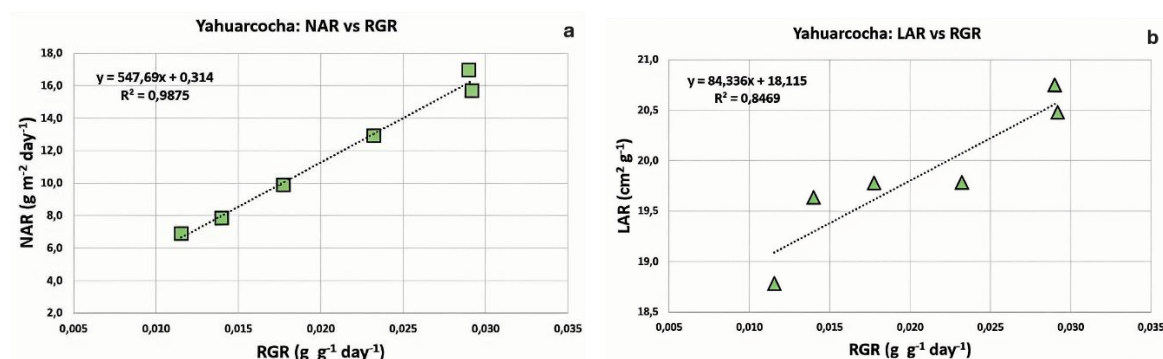 Yahuarcocha: NAR vs RGR
a
y = 547,69x + 0,314
R² = 0,9875
18,0
16,0
14,0
12,0
10,0
8,0
6,0
4,0
2,0
NAR (g m⁻² day⁻¹)
0,005 0,010 0,015 0,020 0,025 0,030 0,035
RGR (g g⁻¹ day⁻¹)
Yahuarcocha: LAR vs RGR
b
y = 84,336x + 18,115
R² = 0,8469
21,0
20,5
20,0
19,5
19,0
18,5
LAR (cm² g⁻¹)
0,005 0,010 0,015 0,020 0,025 0,030 0,035
RGR (g g⁻¹ day⁻¹)